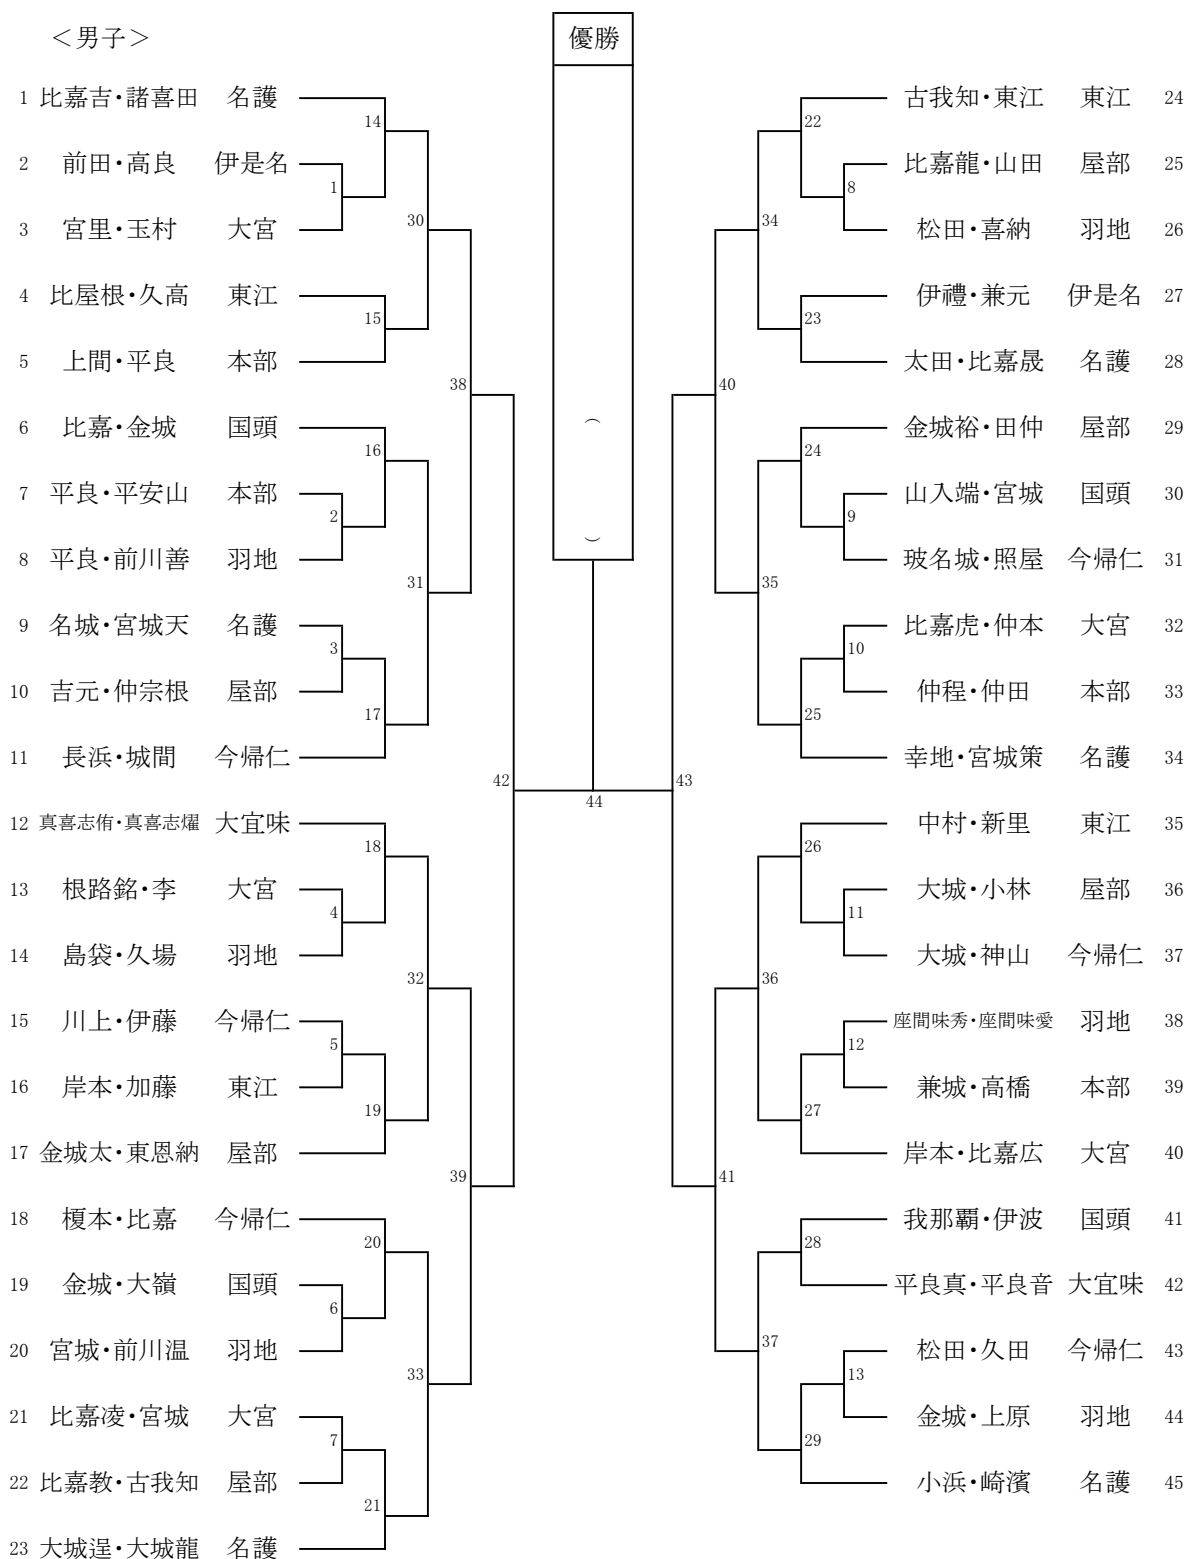 ＜男子＞
優勝
（　）
1 比嘉吉・諸喜田 名護
2 前田・高良 伊是名
3 宮里・玉村 大宮
4 比屋根・久高 東江
5 上間・平良 本部
6 比嘉・金城 国頭
7 平良・平安山 本部
8 平良・前川善 羽地
9 名城・宮城天 名護
10 吉元・仲宗根 屋部
11 長浜・城間 今帰仁
12 真喜志侑・真喜志燿 大宜味
13 根路銘・李 大宮
14 島袋・久場 羽地
15 川上・伊藤 今帰仁
16 岸本・加藤 東江
17 金城太・東恩納 屋部
18 榎本・比嘉 今帰仁
19 金城・大嶺 国頭
20 宮城・前川温 羽地
21 比嘉凌・宮城 大宮
22 比嘉教・古我知 屋部
23 大城逞・大城龍 名護
14
1
30
15
38
16
2
31
3
17
42
18
4
32
5
19
39
20
6
33
7
21
44
古我知・東江 東江 24
比嘉龍・山田 屋部 25
松田・喜納 羽地 26
伊禮・兼元 伊是名 27
太田・比嘉晟 名護 28
金城裕・田仲 屋部 29
山入端・宮城 国頭 30
玻名城・照屋 今帰仁 31
比嘉虎・仲本 大宮 32
仲程・仲田 本部 33
幸地・宮城策 名護 34
中村・新里 東江 35
大城・小林 屋部 36
大城・神山 今帰仁 37
座間味秀・座間味愛 羽地 38
兼城・高橋 本部 39
岸本・比嘉広 大宮 40
我那覇・伊波 国頭 41
平良真・平良音 大宜味 42
松田・久田 今帰仁 43
金城・上原 羽地 44
小浜・崎濱 名護 45
22
8
34
23
40
24
9
35
10
25
43
26
11
36
12
27
41
28
37
13
29